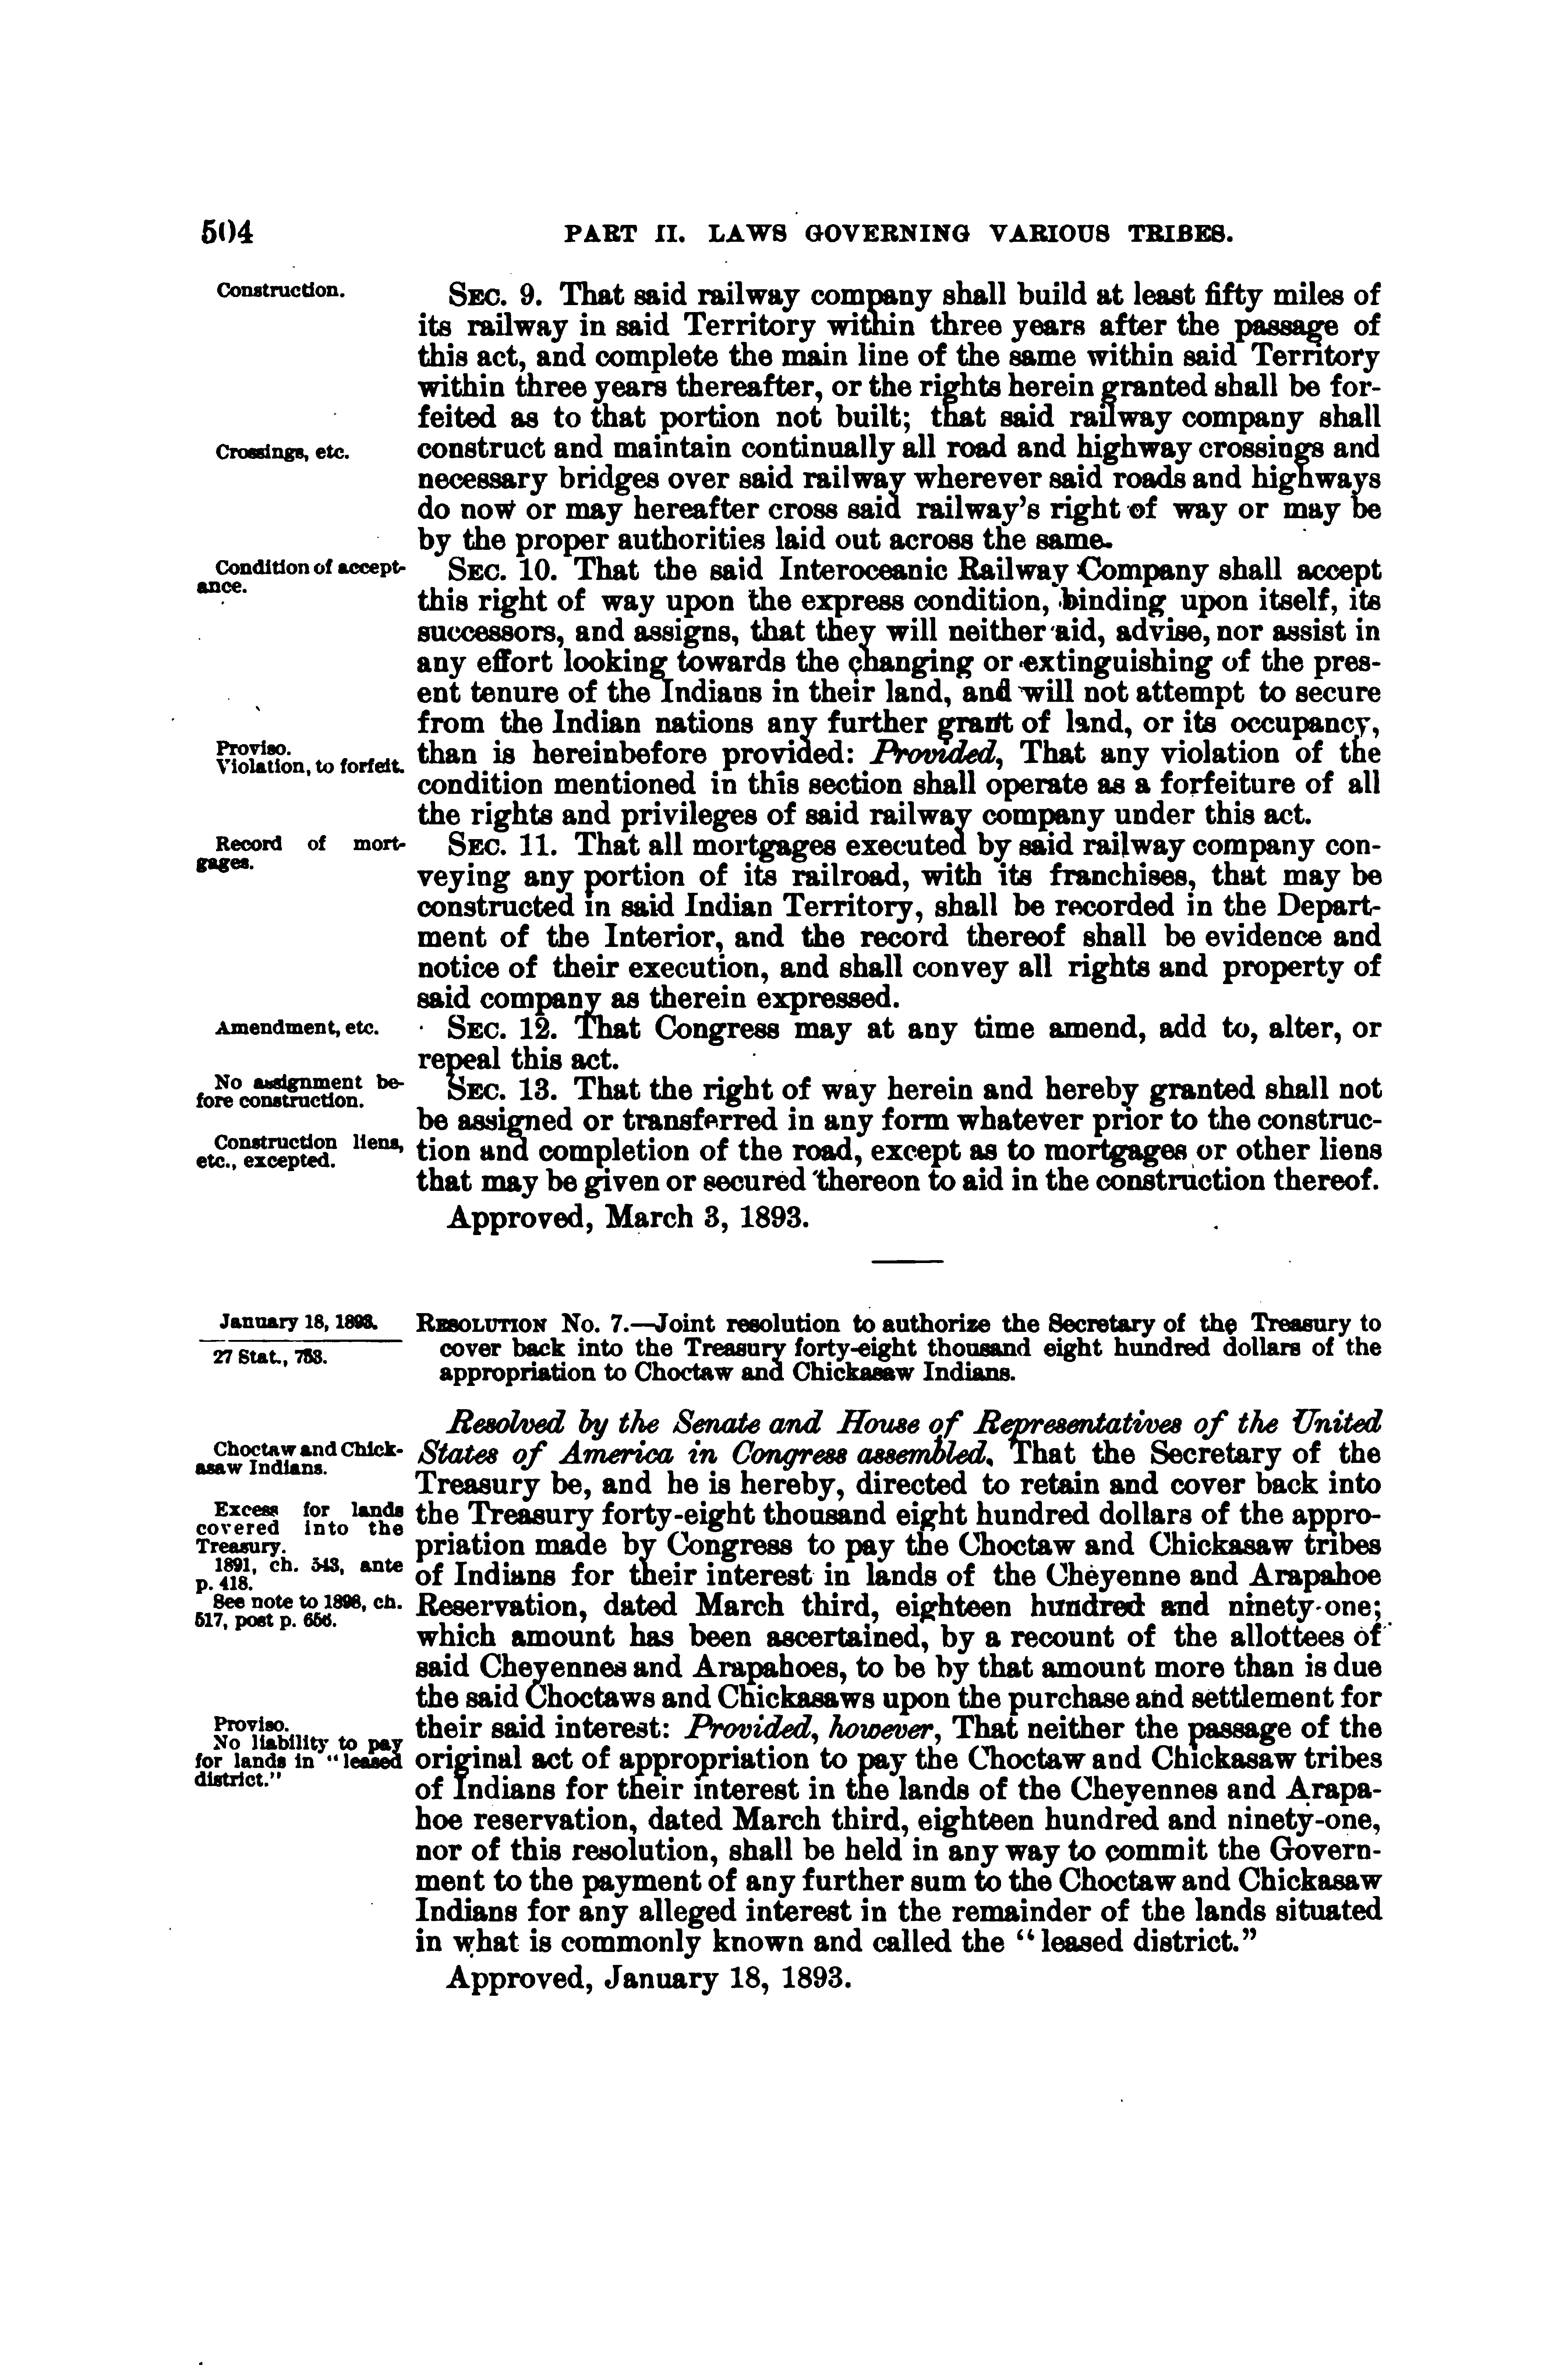 504
PART II. LAWS GOVERNING VARIOUS TRIBES.
Construction.
SEC. 9. That said railway company shall build at least fifty miles of
its railway in said Territory within three years after the passage of
this act, and complete the main line of the same within said Territory
within three years thereafter, or the rights herein granted shall be for-
feited as to that portion not built; that said railway company shall
Crossings, etc.
construct and maintain continually all road and highway crossings and
necessary bridges over said railway wherever said roads and highways
do now or may hereafter cross said railway's right of way or may be
by the proper authorities laid out across the same.
Condition of accept-
ance.
SEC. 10. That the said Interoceanic Railway Company shall accept
this right of way upon the express condition, binding upon itself, its
successors, and assigns, that they will neither aid, advise, nor assist in
any effort looking towards the changing or extinguishing of the pres-
ent tenure of the Indians in their land, and will not attempt to secure
from the Indian nations any further grant of land, or its occupancy,
Proviso.
Violation, to forfeit.
than is hereinbefore provided: Provided, That any violation of the
condition mentioned in this section shall operate as a forfeiture of all
the rights and privileges of said railway company under this act.
Record of mort-
gages.
SEC. 11. That all mortgages executed by said railway company con-
veying any portion of its railroad, with its franchises, that may be
constructed in said Indian Territory, shall be recorded in the Depart-
ment of the Interior, and the record thereof shall be evidence and
notice of their execution, and shall convey all rights and property of
said company as therein expressed.
Amendment, etc.
SEC. 12. That Congress may at any time amend, add to, alter, or
repeal this act.
No assignment be-
fore construction.
SEC. 13. That the right of way herein and hereby granted shall not
be assigned or transferred in any form whatever prior to the construc-
Construction liens,
etc., excepted.
tion and completion of the road, except as to mortgages or other liens
that may be given or secured thereon to aid in the construction thereof.
Approved, March 3, 1893.
January 18, 1893.
27 Stat., 753.
RESOLUTION No. 7.—Joint resolution to authorize the Secretary of the Treasury to
cover back into the Treasury forty-eight thousand eight hundred dollars of the
appropriation to Choctaw and Chickasaw Indians.
Resolved by the Senate and House of Representatives of the United
Choctaw and Chick-
asaw Indians.
States of America in Congress assembled, That the Secretary of the
Treasury be, and he is hereby, directed to retain and cover back into
Excess for lands
covered into the
Treasury.
1891, ch. 543, ante
p. 418.
See note to 1898, ch.
517, post p. 656.
the Treasury forty-eight thousand eight hundred dollars of the appro-
priation made by Congress to pay the Choctaw and Chickasaw tribes
of Indians for their interest in lands of the Cheyenne and Arapahoe
Reservation, dated March third, eighteen hundred and ninety-one;
which amount has been ascertained, by a recount of the allottees of
said Cheyennes and Arapahoes, to be by that amount more than is due
the said Choctaws and Chickasaws upon the purchase and settlement for
Proviso.
No liability to pay
for lands in "leased
district."
their said interest: Provided, however, That neither the passage of the
original act of appropriation to pay the Choctaw and Chickasaw tribes
of Indians for their interest in the lands of the Cheyennes and Arapa-
hoe reservation, dated March third, eighteen hundred and ninety-one,
nor of this resolution, shall be held in any way to commit the Govern-
ment to the payment of any further sum to the Choctaw and Chickasaw
Indians for any alleged interest in the remainder of the lands situated
in what is commonly known and called the "leased district."
Approved, January 18, 1893.